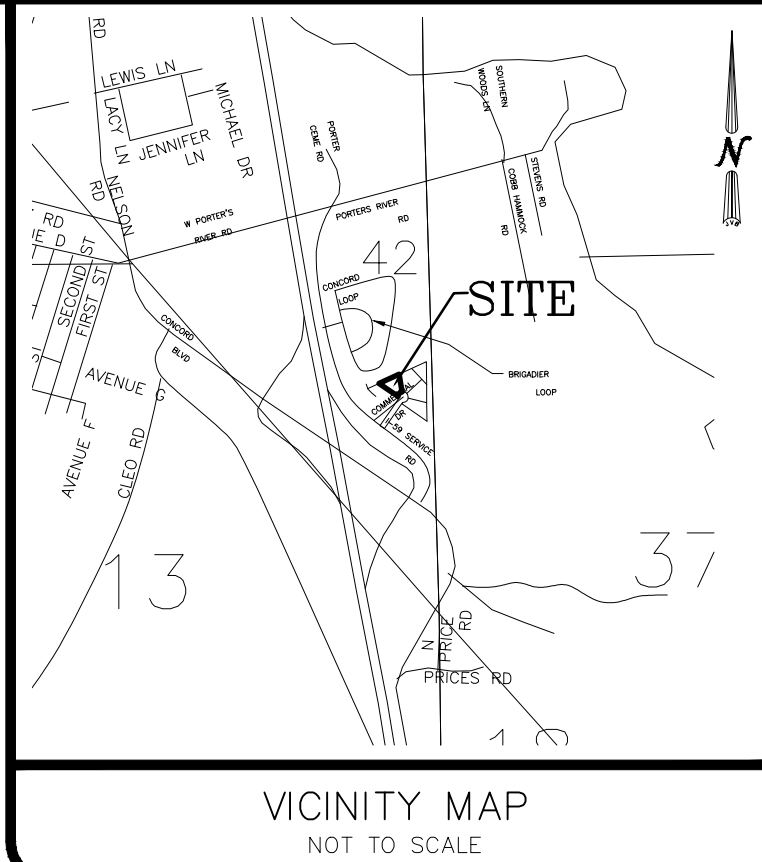 RD
LEWIS LN
LACY LN
MICHAEL DR
JENNIFER
LN
NELSON
RD
PORTER
CEME RD
SOUTHERN
WOODS LN
N
STEVENS RD
COBB HAMMOCK
RD
W PORTER'S
RIVER RD
PORTERS RIVER
RD
RD
D
SECOND ST
FIRST ST
42
CONCORD
LOOP
SITE
CONCORD
BLVD
BRIGADIER
LOOP
AVENUE G
AVENUE F
CLEO RD
DR
I-59 SERVICE
RD
13
37
N
PRICE
RD
PRICES RD
VICINITY MAP
NOT TO SCALE